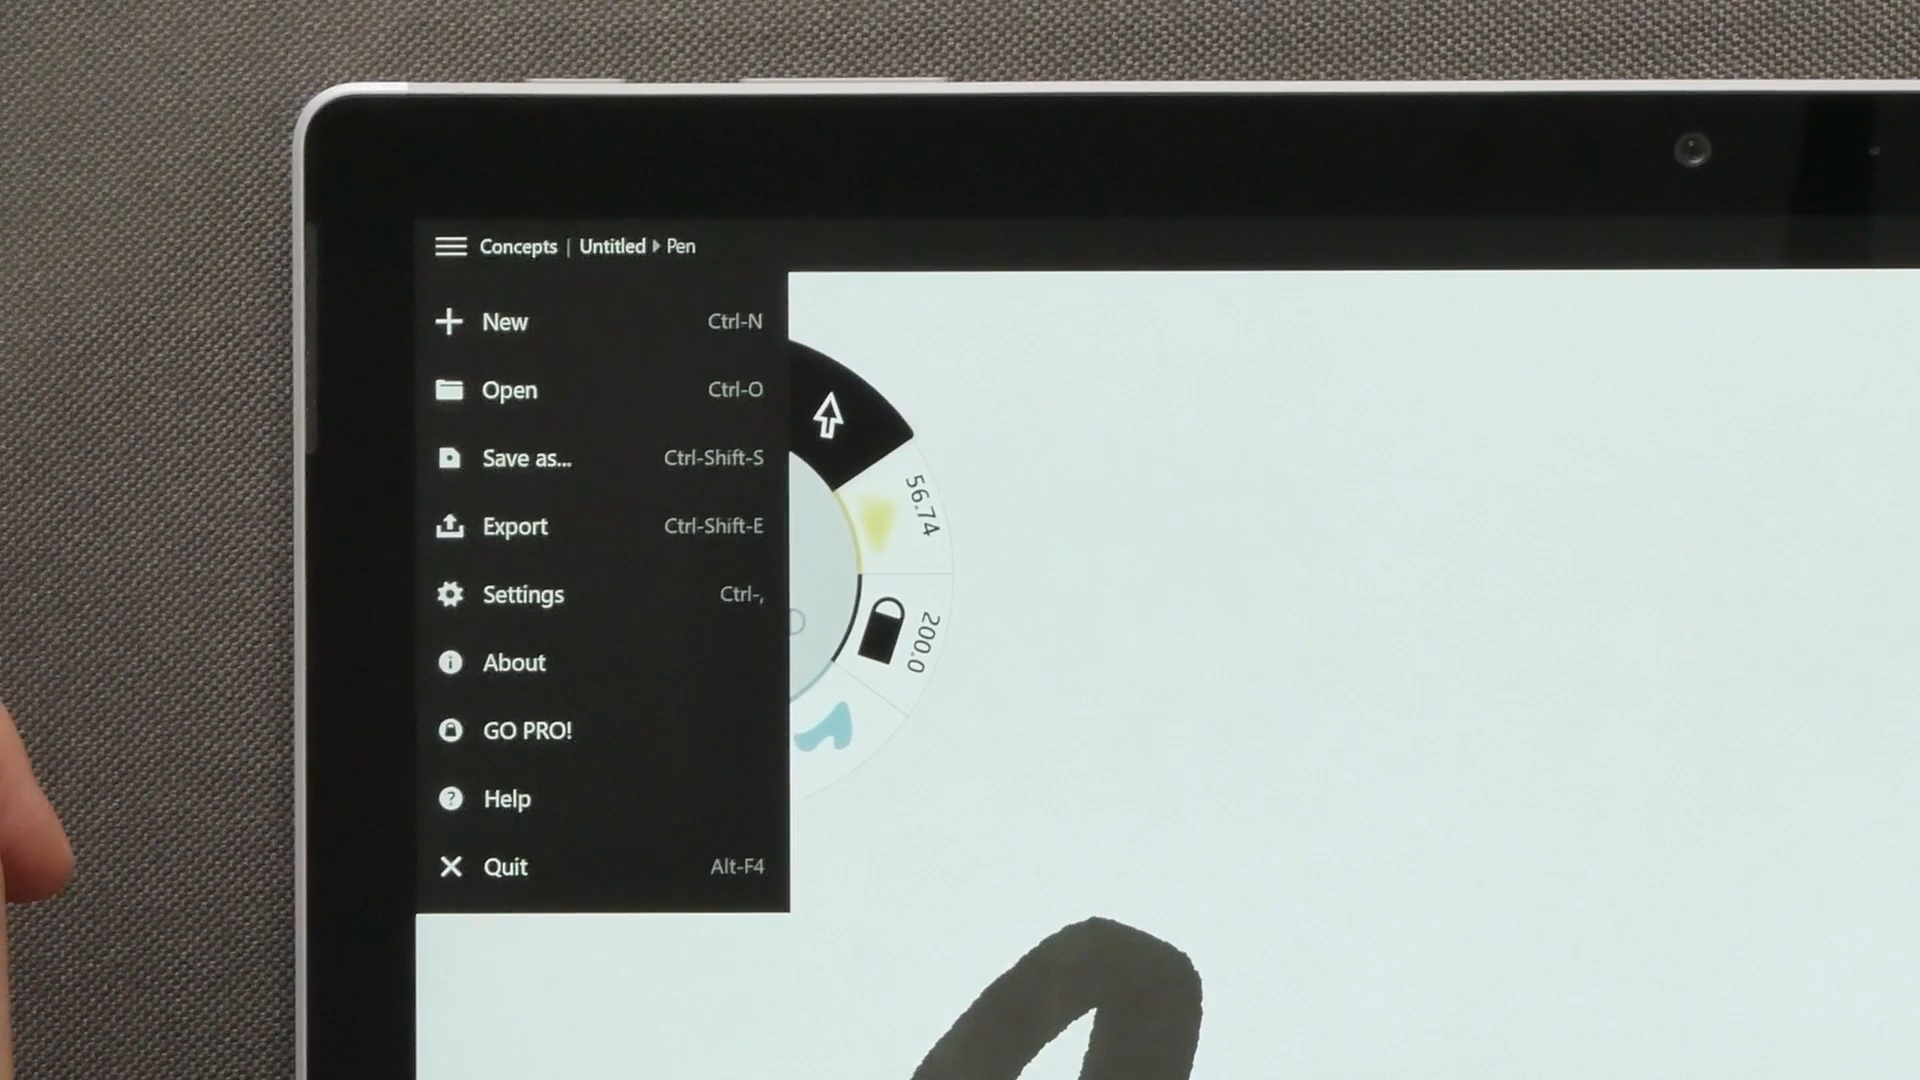 Concepts | Untitled ▸ Pen
New Ctrl-N
Open Ctrl-O
Save as... Ctrl-Shift-S
Export Ctrl-Shift-E
Settings Ctrl-,
About
GO PRO!
Help
Quit Alt-F4
56.74
200.0